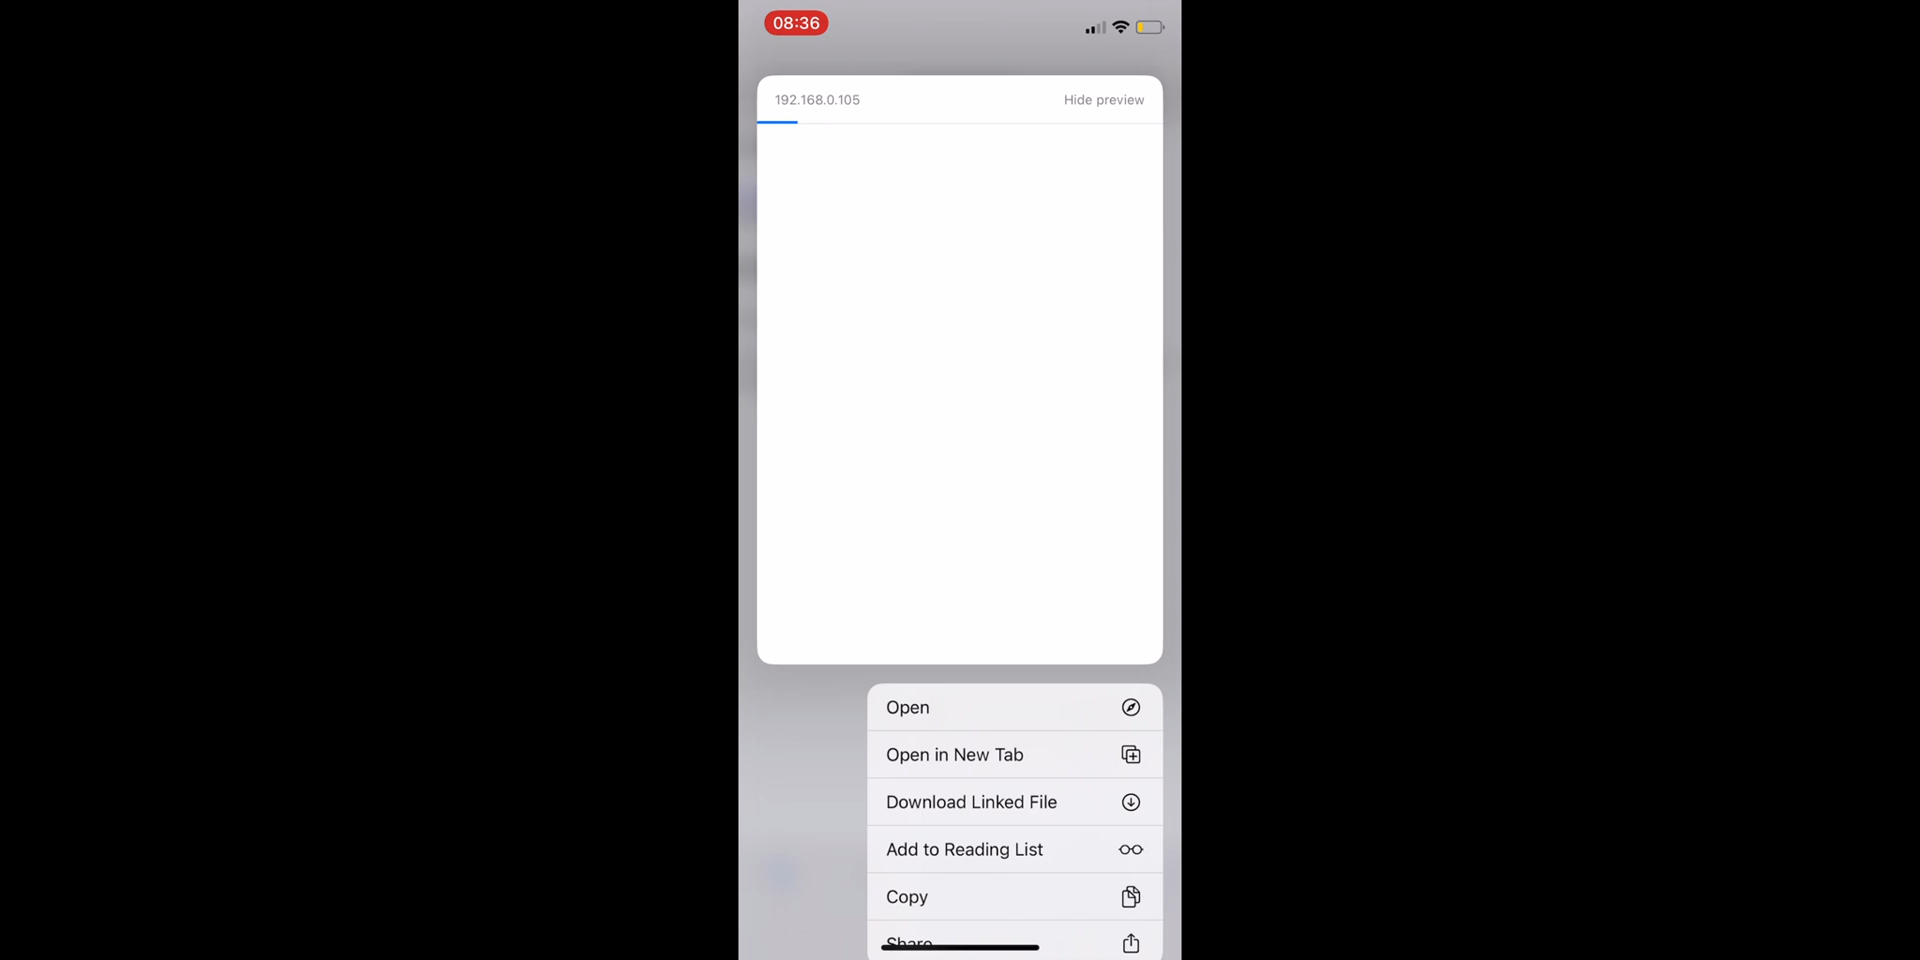 08:36
192.168.0.105 Hide preview
Open
Open in New Tab
Download Linked File
Add to Reading List
Copy
Share